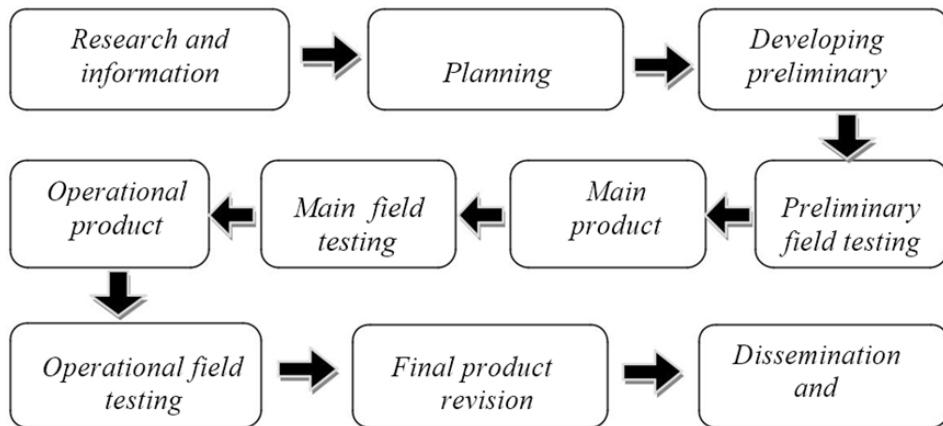 Research and
information
Planning
Developing
preliminary
Preliminary
field testing
Main
product
Main field
testing
Operational
product
Operational field
testing
Final product
revision
Dissemination
and